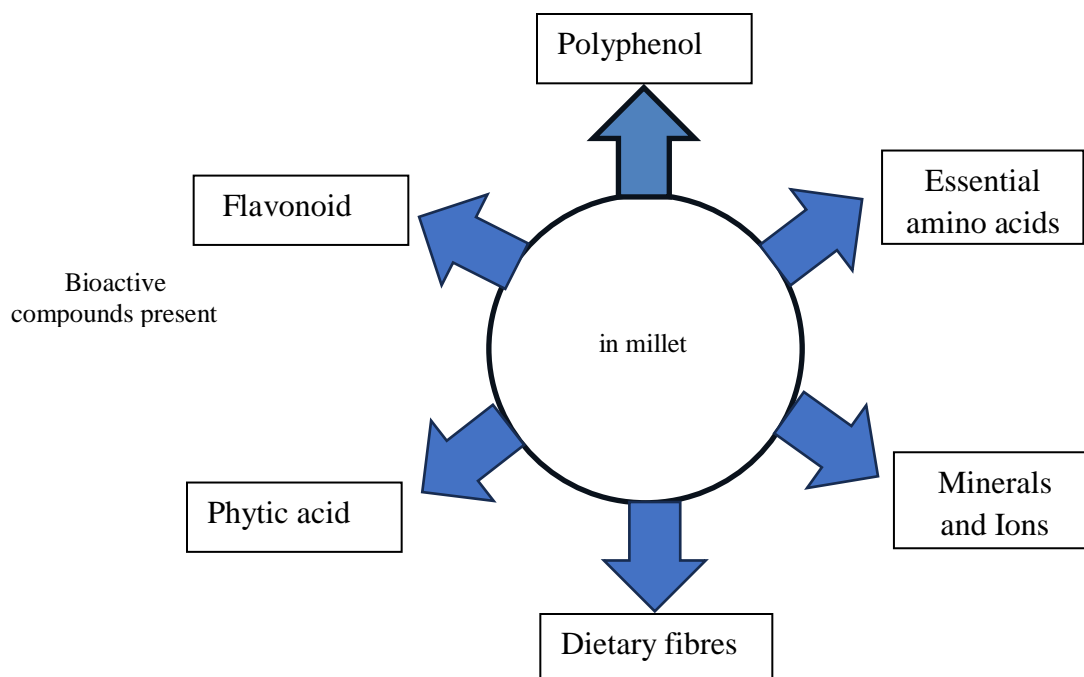 Polyphenol
Essential
amino acids
Flavonoid
Bioactive
compounds present
in millet
Phytic acid
Minerals
and Ions
Dietary fibres